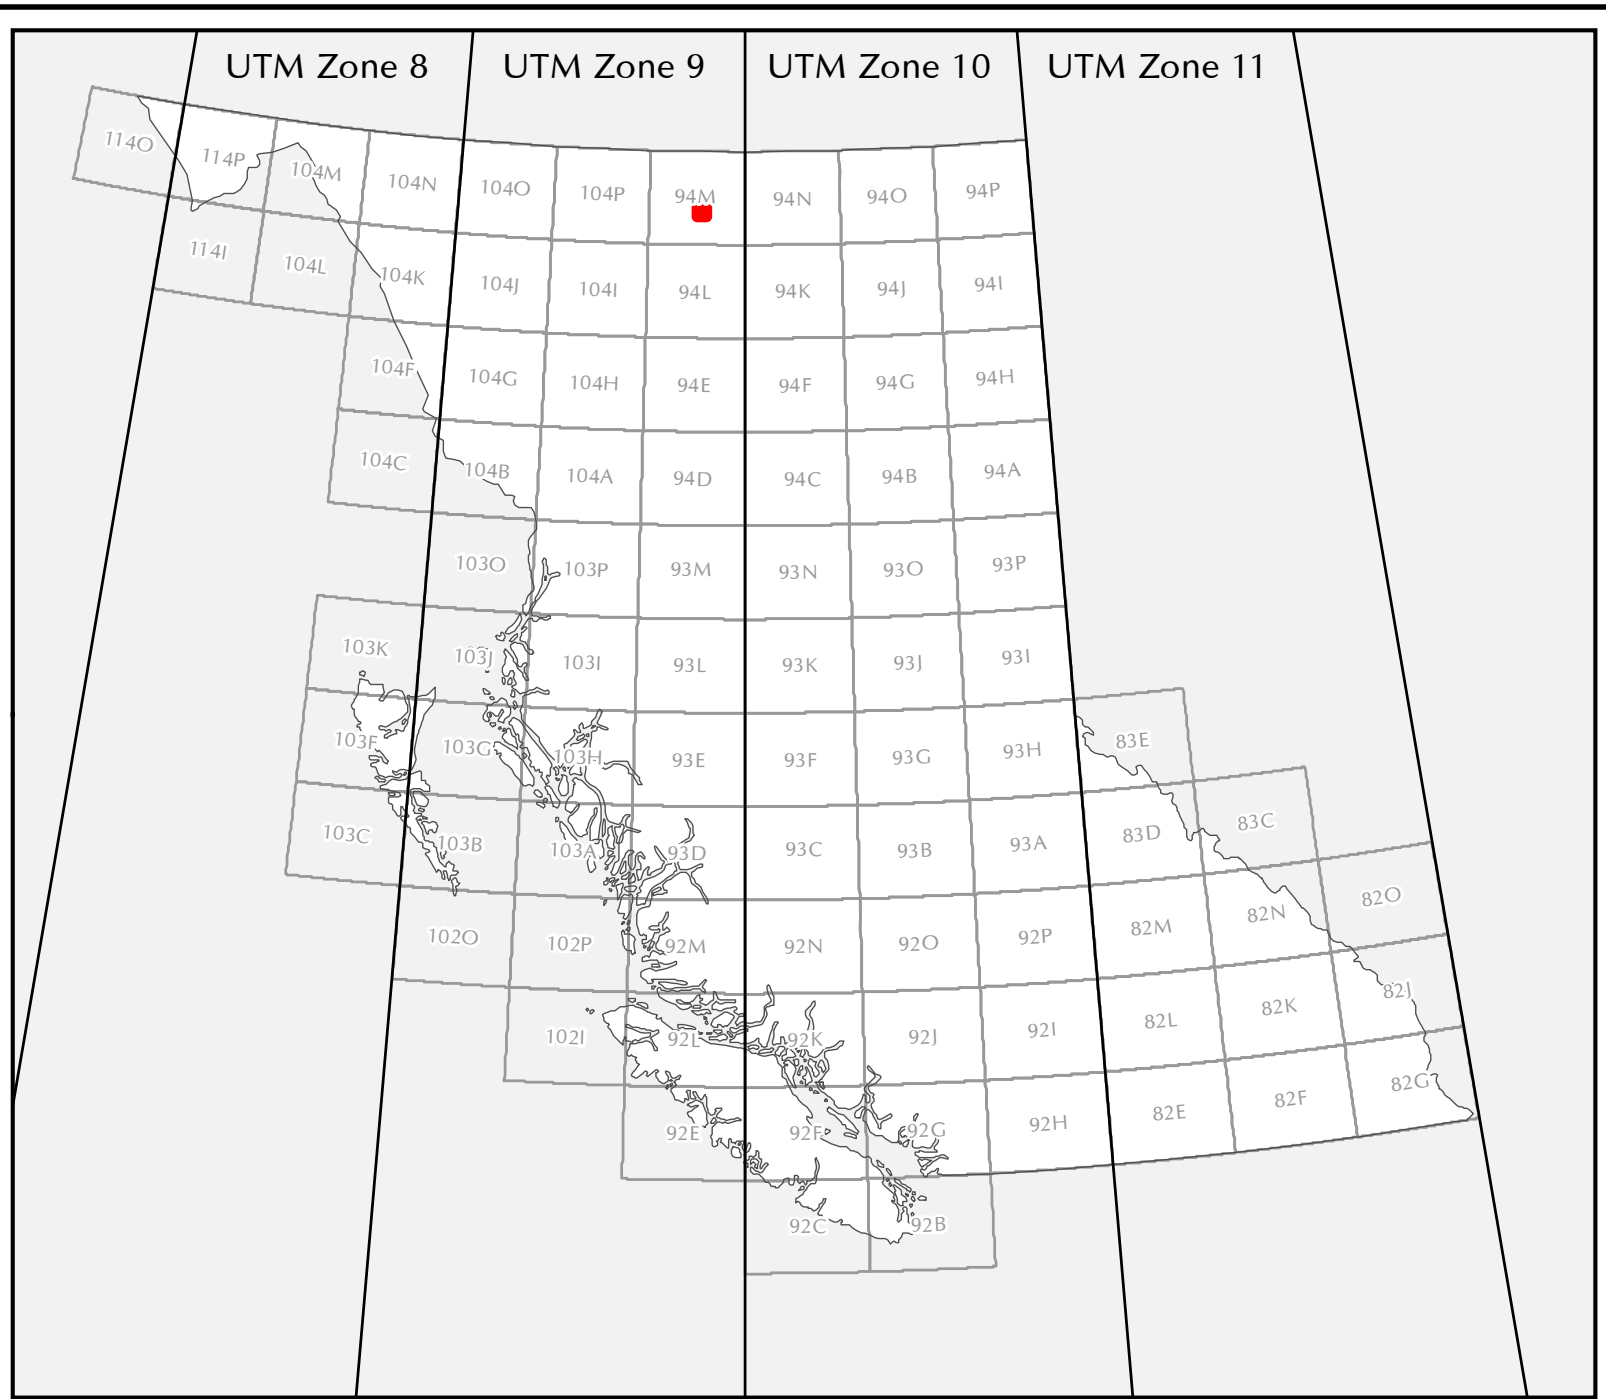 UTM Zone 8 UTM Zone 9 UTM Zone 10 UTM Zone 11
114O 114P 104M 104N 104O 104P 94M 94N 94O 94P
114I 104L 104K 104J 104I 94L 94K 94J 94I
104F 104G 104H 94E 94F 94G 94H
104C 104B 104A 94D 94C 94B 94A
103O 103P 93M 93N 93O 93P
103K 103J 103I 93L 93K 93J 93I
103F 103G 103H 93E 93F 93G 93H 83E
103C 103B 103A 93D 93C 93B 93A 83D 83C
102O 102P 92M 92N 92O 92P 82M 82N 82O
102I 92L 92K 92J 92I 82L 82K 82J
92E 92F 92G 92H 82E 82F 82G
92C 92B